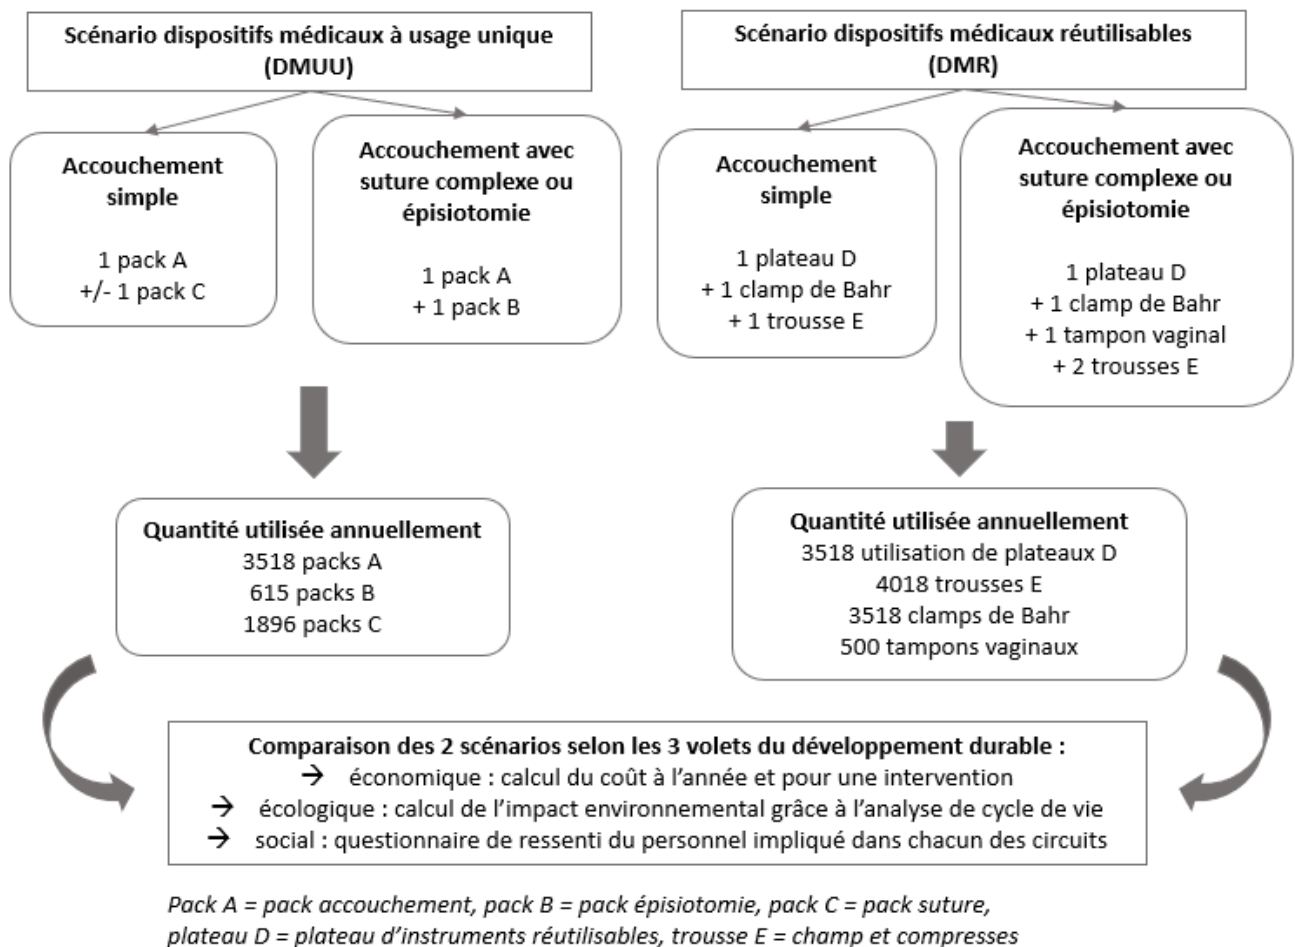 Scénario dispositifs médicaux à usage unique
(DMUU)
Accouchement
simple
1 pack A
+/- 1 pack C
Accouchement avec
suture complexe ou
épisiotomie
1 pack A
+ 1 pack B
Quantité utilisée annuellement
3518 packs A
615 packs B
1896 packs C
Scénario dispositifs médicaux réutilisables
(DMR)
Accouchement
simple
1 plateau D
+ 1 clamp de Bahr
+ 1 trousse E
Accouchement avec
suture complexe ou
épisiotomie
1 plateau D
+ 1 clamp de Bahr
+ 1 tampon vaginal
+ 2 trousses E
Quantité utilisée annuellement
3518 utilisation de plateaux D
4018 trousses E
3518 clamps de Bahr
500 tampons vaginaux
Comparaison des 2 scénarios selon les 3 volets du développement durable :
→ économique : calcul du coût à l’année et pour une intervention
→ écologique : calcul de l’impact environnemental grâce à l’analyse de cycle de vie
→ social : questionnaire de ressenti du personnel impliqué dans chacun des circuits
Pack A = pack accouchement, pack B = pack épisiotomie, pack C = pack suture,
plateau D = plateau d’instruments réutilisables, trousse E = champ et compresses